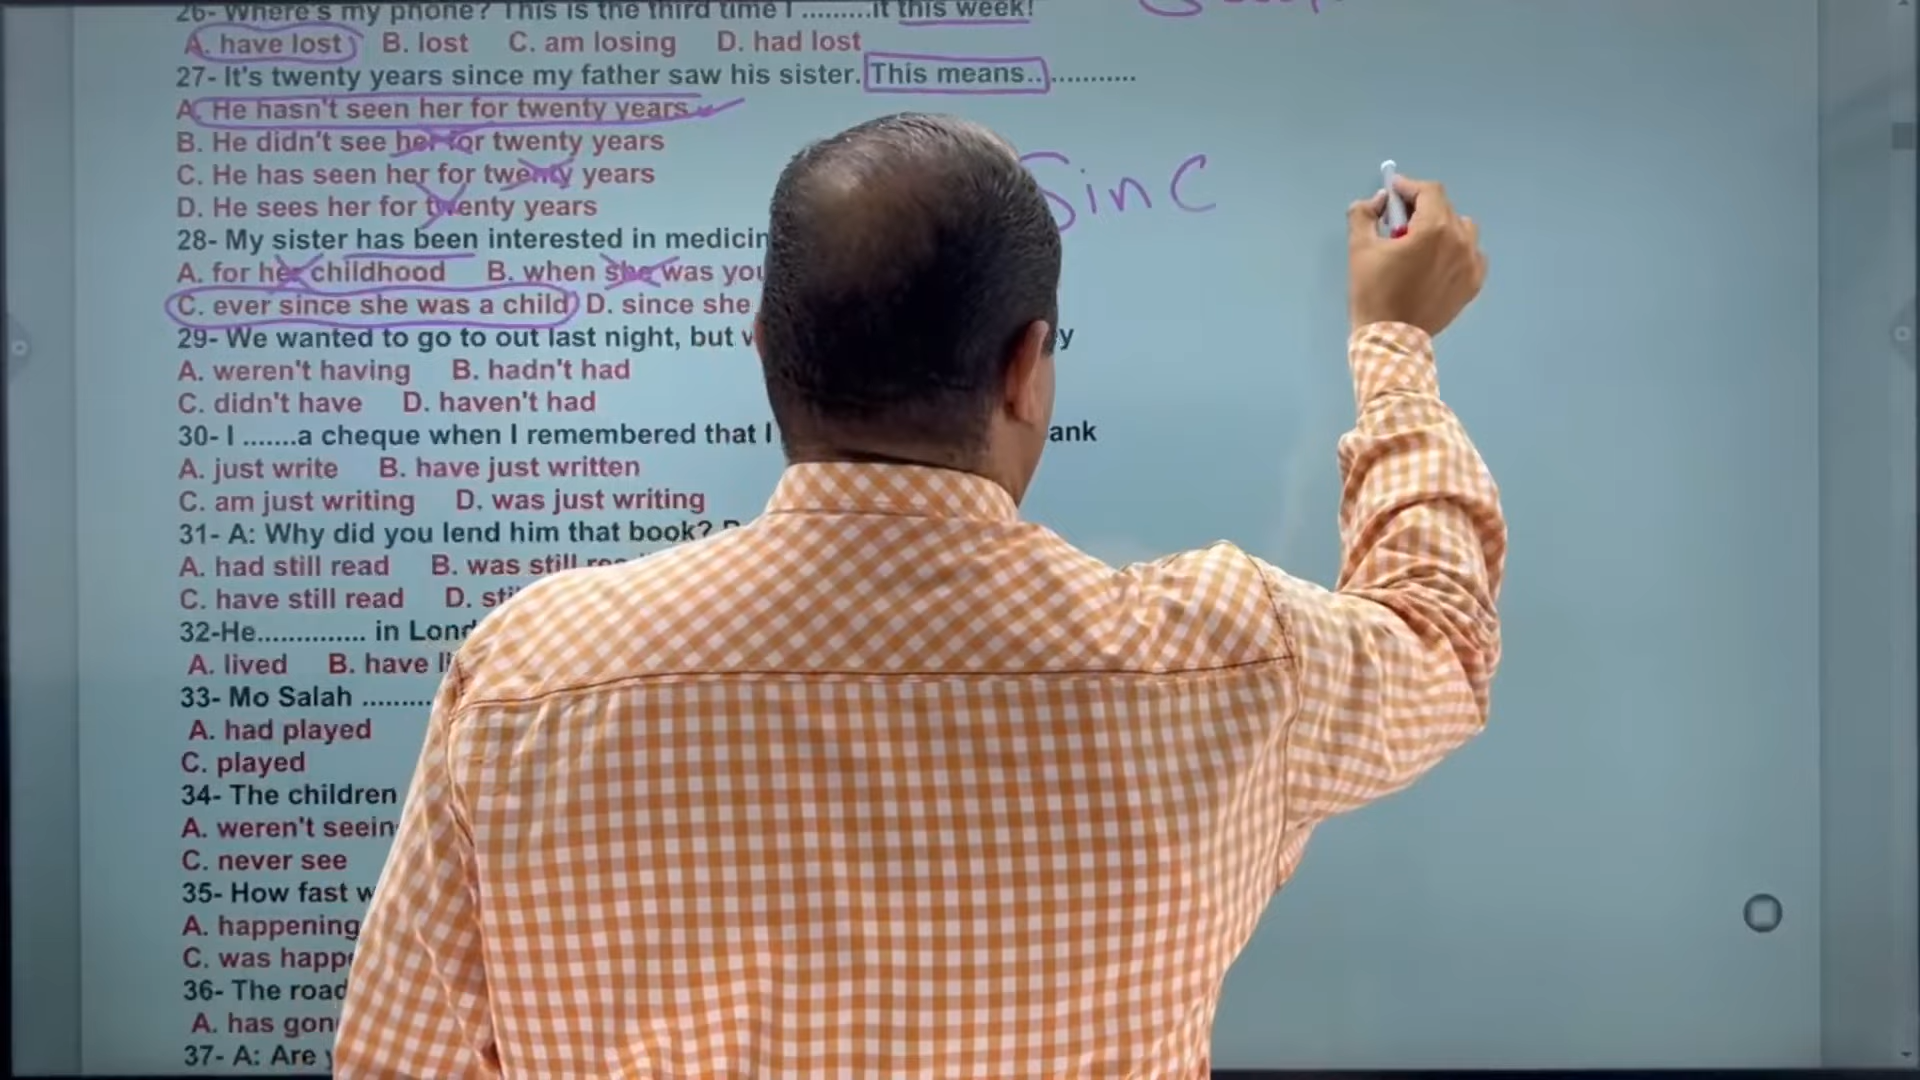 26- Where's my phone? This is the third time I .........it this week!
A. have lost B. lost C. am losing D. had lost
27- It's twenty years since my father saw his sister. This means.............
A. He hasn't seen her for twenty years
B. He didn't see her for twenty years
C. He has seen her for twenty years
D. He sees her for twenty years
Sinc
28- My sister has been interested in
A. for her childhood B. when she was
C. ever since she was a child D. since she
29- We wanted to go to out last night, but
A. weren't having B. hadn't had
C. didn't have D. haven't had
30- I .......a cheque when I remembered that I
A. just write B. have just written
C. am just writing D. was just writing
31- A: Why did you lend him that book?
A. had still read B. was still
C. have still read D.
32-He.............. in
A. lived B. have
33- Mo Salah .........
A. had played
C. played
34- The children
A. weren't
C. never see
35- How fast
A. happening
C. was
36- The road
A. has
37- A: Are